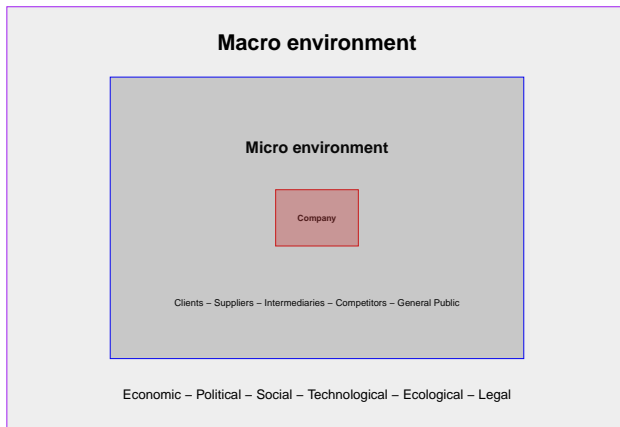 Macro environment
Micro environment
Company
Clients – Suppliers – Intermediaries – Competitors – General Public
Economic – Political – Social – Technological – Ecological – Legal